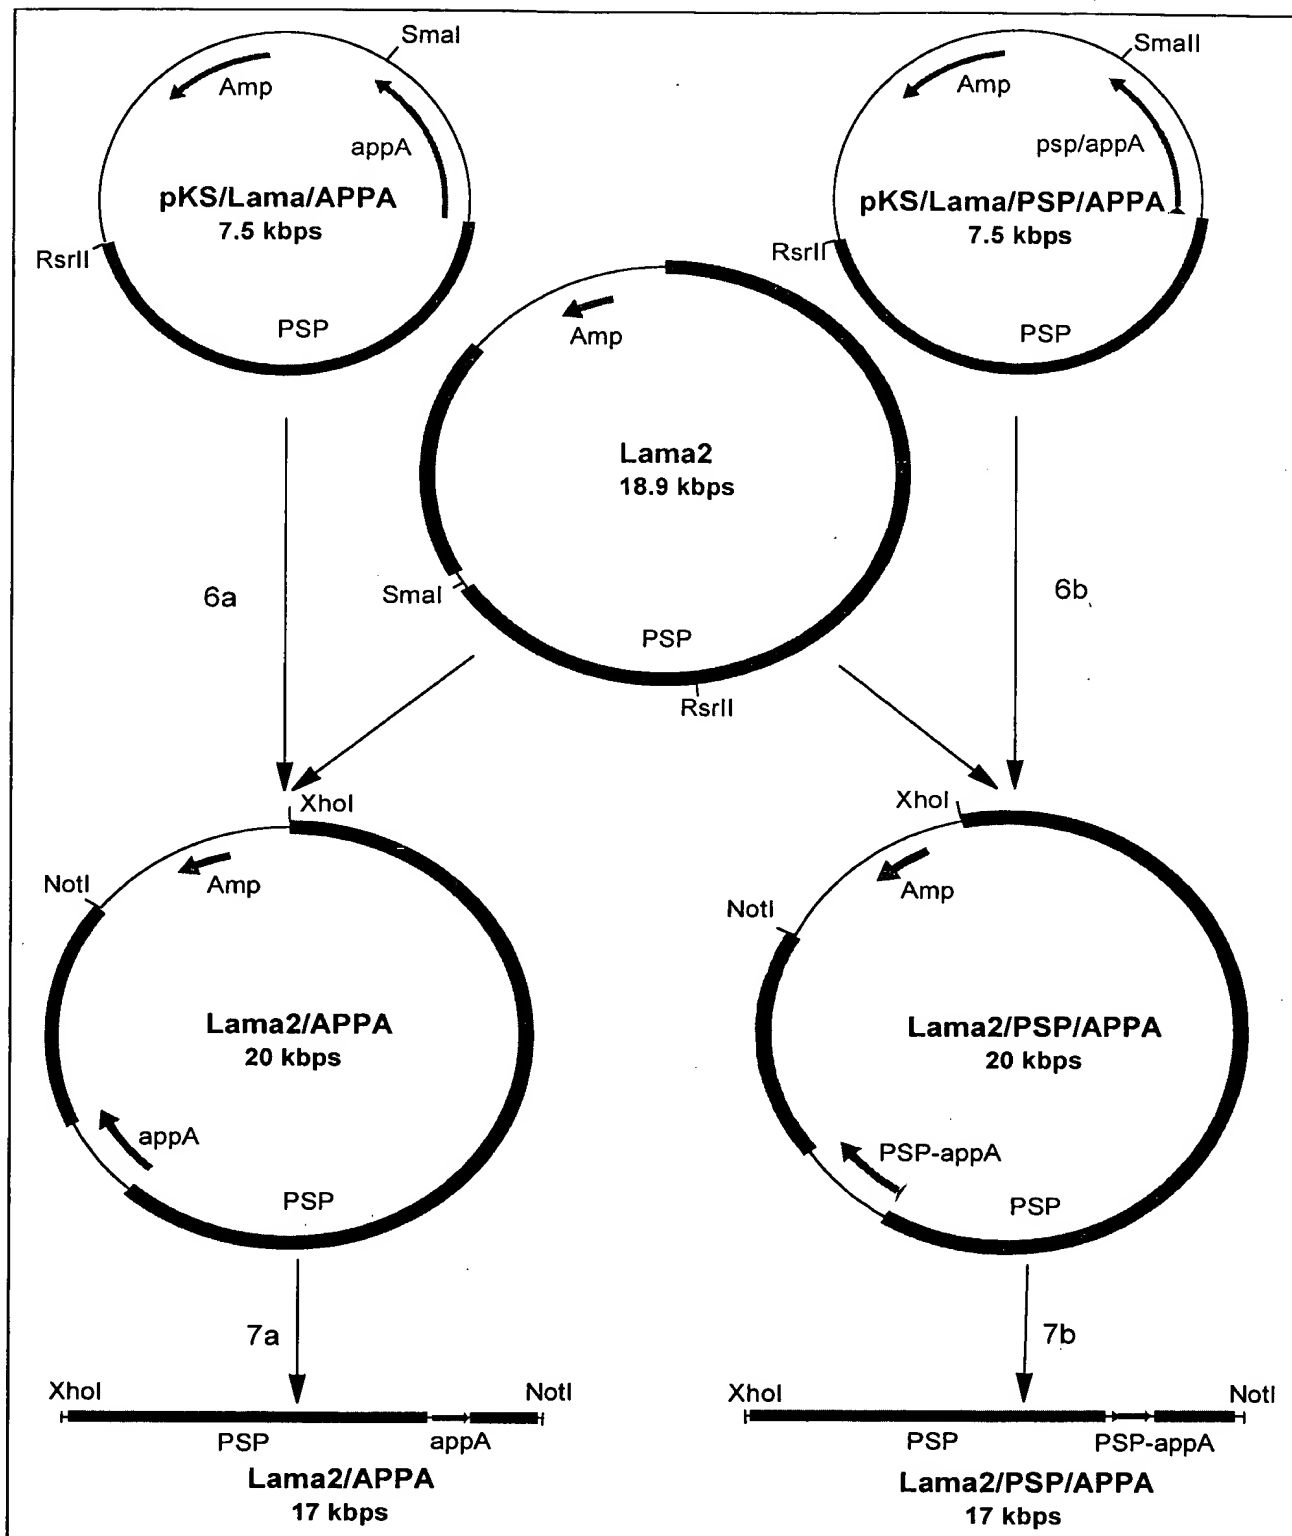 SmaI
Amp
appA
pKS/Lama/APPA
7.5 kbps
RsrII
PSP
SmaII
Amp
psp/appA
pKS/Lama/PSP/APPA
7.5 kbps
RsrII
PSP
Amp
Lama2
18.9 kbps
SmaI
PSP
RsrII
6a
6b
XhoI
Amp
NotI
Lama2/APPA
20 kbps
appA
PSP
XhoI
Amp
NotI
Lama2/PSP/APPA
20 kbps
PSP-appA
PSP
7a
7b
XhoI
NotI
PSP
appA
Lama2/APPA
17 kbps
XhoI
NotI
PSP
PSP-appA
Lama2/PSP/APPA
17 kbps